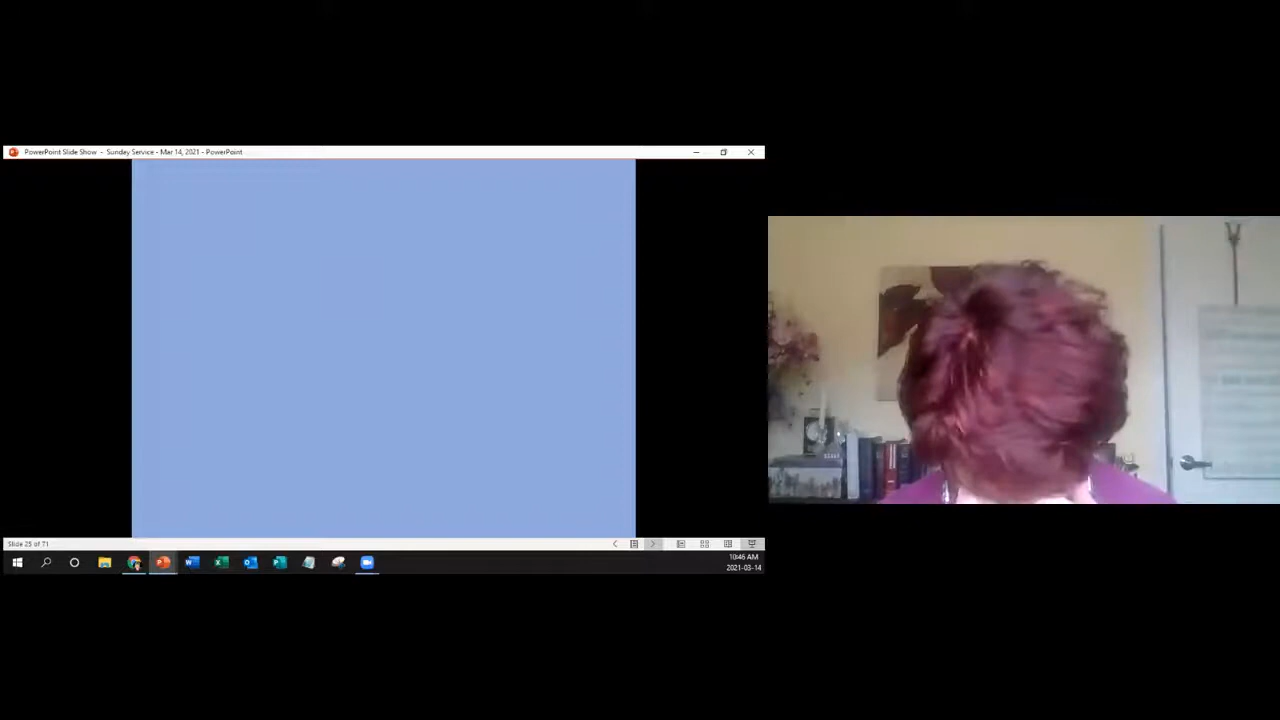 PowerPoint Slide Show - Sunday Service - Mar 14, 2021 - PowerPoint
Slide 25 of 71
10:46 AM
2021-03-14